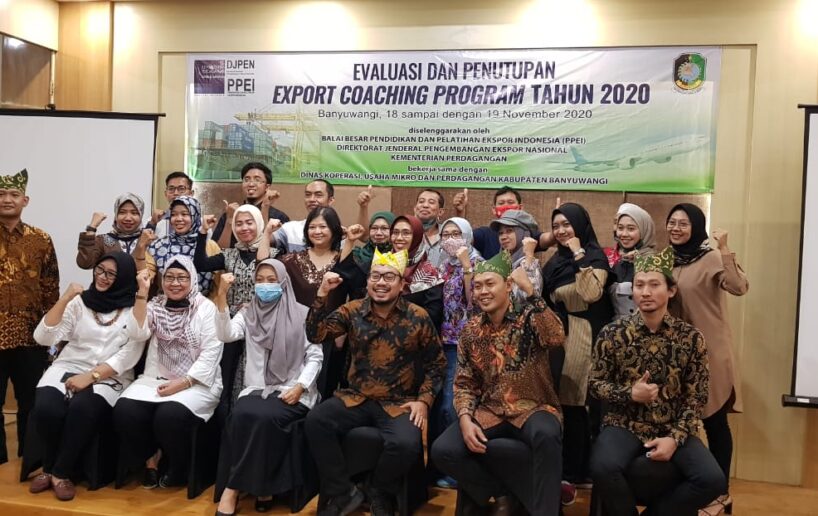 DJPEN
PPEI
EVALUASI DAN PENUTUPAN
EXPORT COACHING PROGRAM TAHUN 2020
Banyuwangi, 18 sampai dengan 19 November 2020
diselenggarakan oleh
BALAI BESAR PENDIDIKAN DAN PELATIHAN EKSPOR INDONESIA (PPEI)
DIREKTORAT JENDERAL PENGEMBANGAN EKSPOR NASIONAL
KEMENTERIAN PERDAGANGAN
bekerja sama dengan
DINAS KOPERASI, USAHA MIKRO DAN PERDAGANGAN KABUPATEN BANYUWANGI